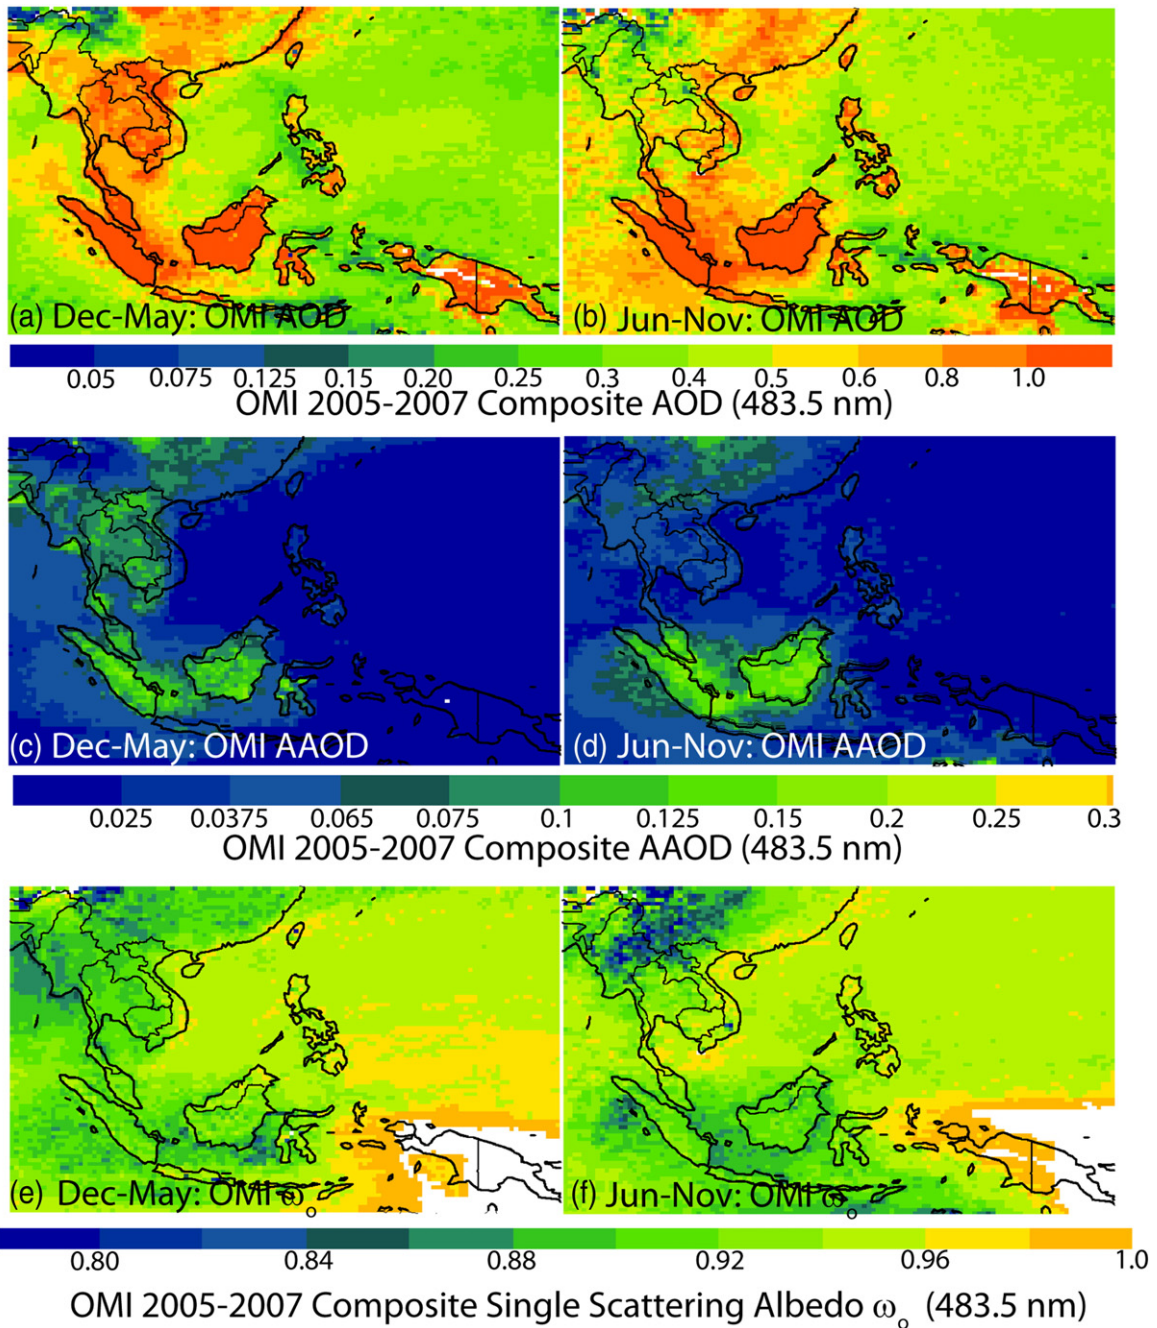 (a) Dec-May: OMI AOD
(b) Jun-Nov: OMI AOD
0.05 0.075 0.125 0.15 0.20 0.25 0.3 0.4 0.5 0.6 0.8 1.0
OMI 2005-2007 Composite AOD (483.5 nm)
(c) Dec-May: OMI AAOD
(d) Jun-Nov: OMI AAOD
0.025 0.0375 0.065 0.075 0.1 0.125 0.15 0.2 0.25 0.3
OMI 2005-2007 Composite AAOD (483.5 nm)
(e) Dec-May: OMI ωo
(f) Jun-Nov: OMI ωo
0.80 0.84 0.88 0.92 0.96 1.0
OMI 2005-2007 Composite Single Scattering Albedo ωo (483.5 nm)